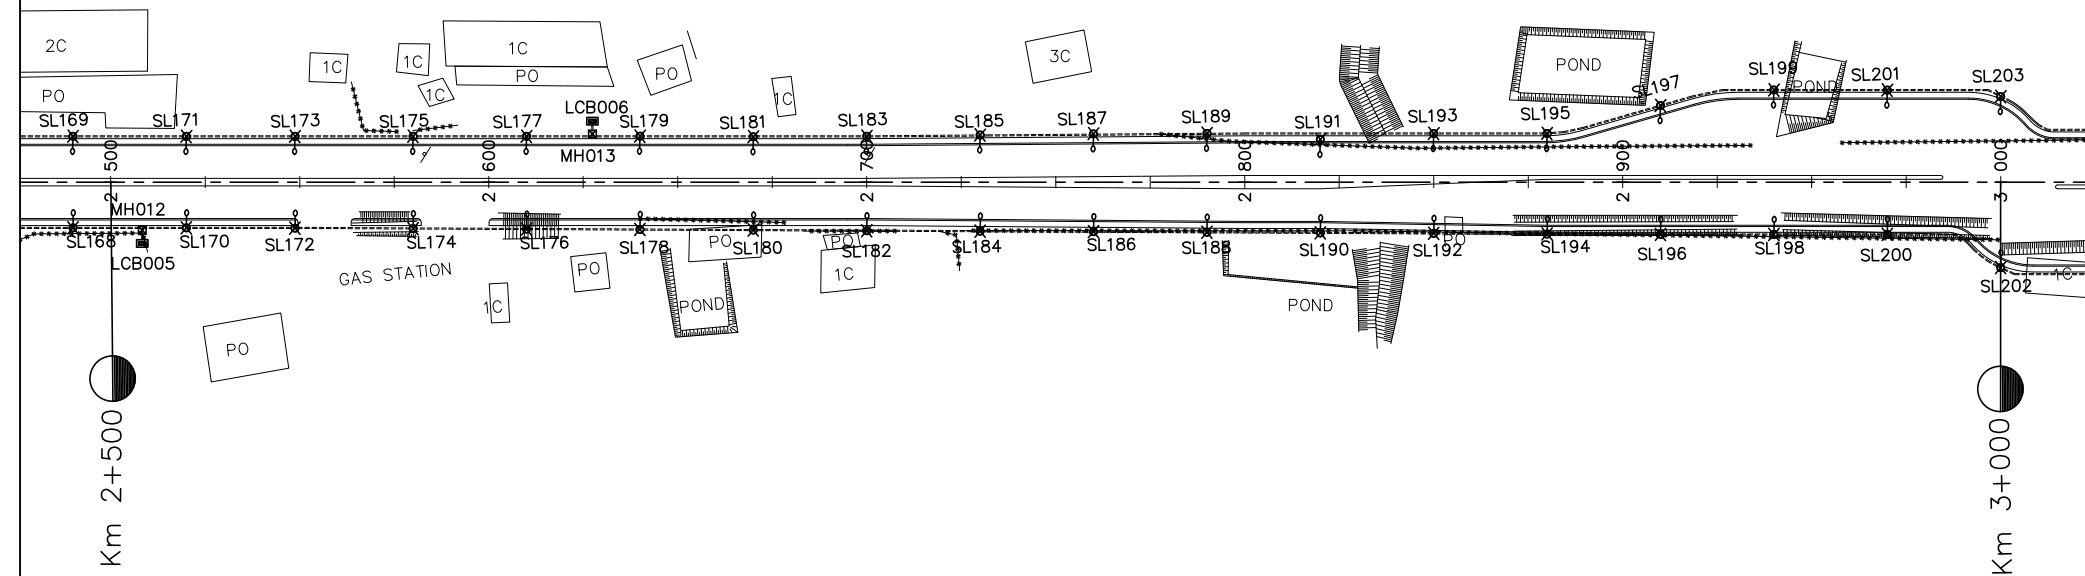 2C
1C
3C
1C
1C
PO
PO
POND
SL199
SL201
SL203
PO
1C
1C
POND
SL197
SL169
SL171
SL173
SL175
SL177
LCB006
SL179
SL181
SL183
SL185
SL187
SL189
SL191
SL193
SL195
MH013
500
600
700
800
900
000
2
2
2
2
2
3
MH012
SL168
SL170
SL172
SL174
SL176
SL178
PO
SL180
PO
SL182
SL184
SL186
SL188
SL190
SL192
PO
SL194
SL196
SL198
SL200
LCB005
GAS STATION
PO
1C
1C
SL202
1C
POND
POND
PO
Km 2+500
Km 3+000